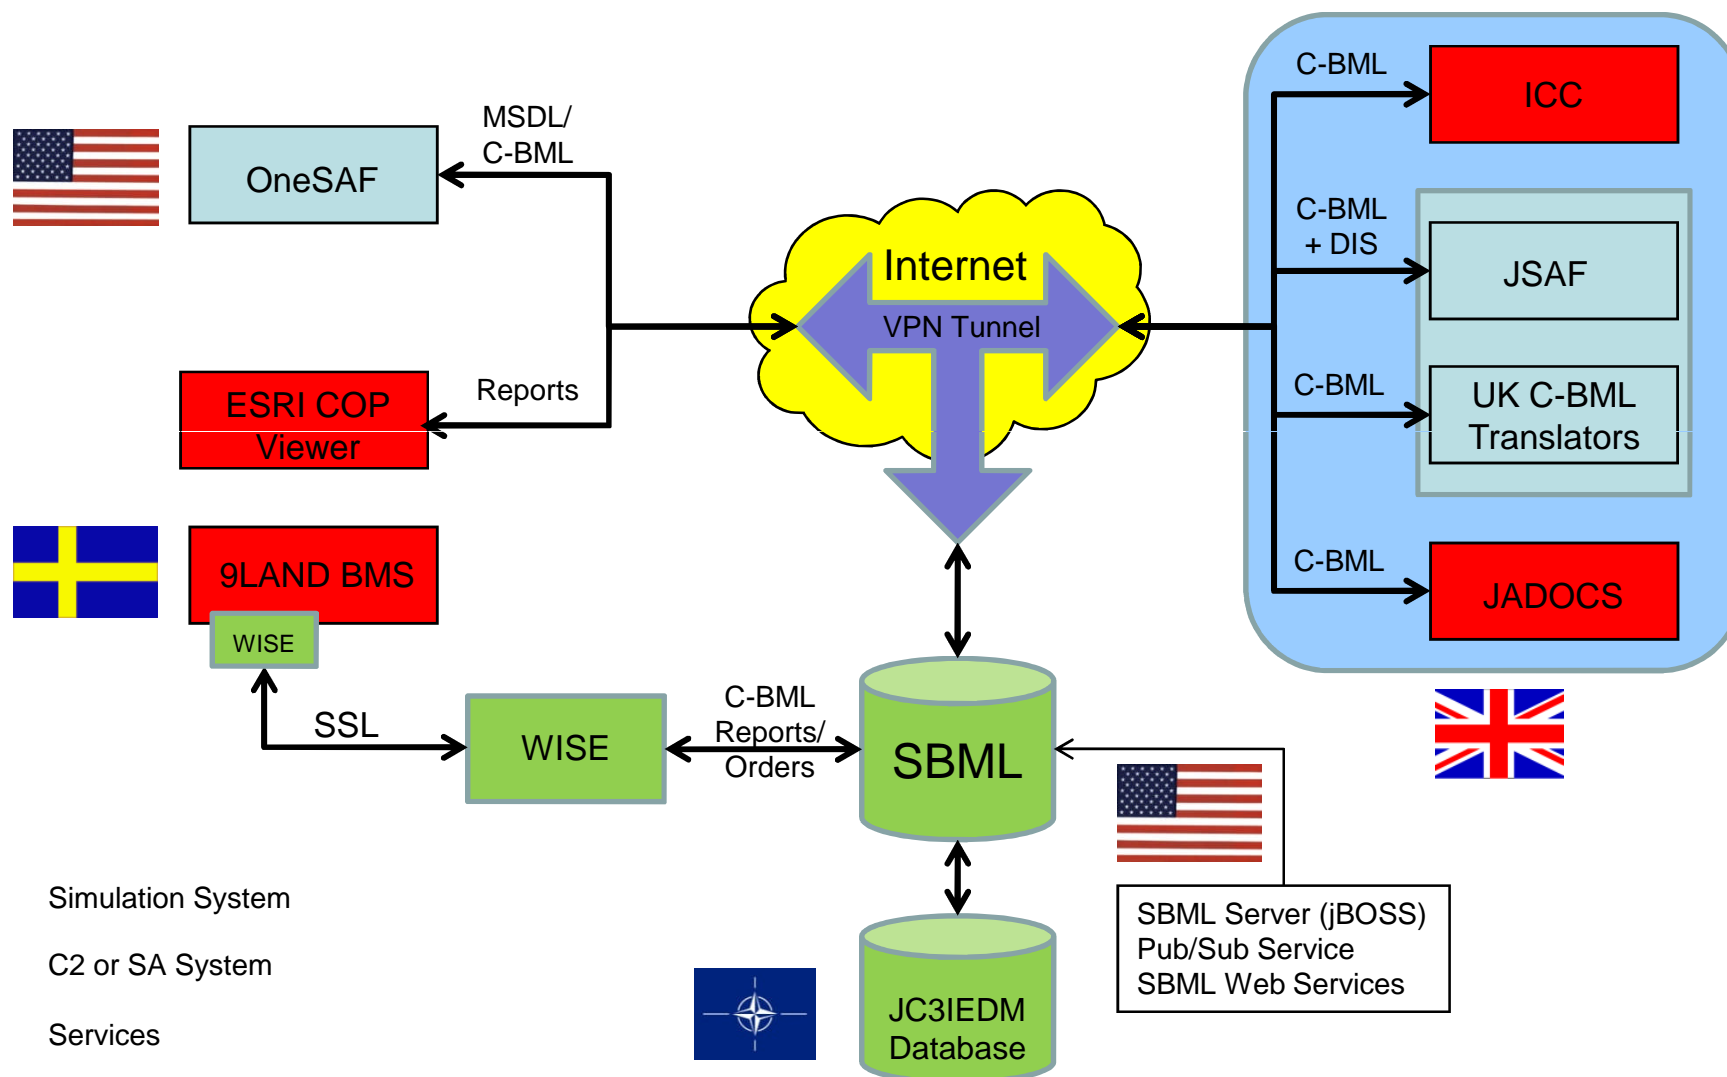 MSDL/
C-BML
OneSAF
ESRI COP
Viewer
Reports
9LAND BMS
WISE
SSL
WISE
C-BML
Reports/
Orders
Internet
VPN Tunnel
SBML
JC3IEDM
Database
SBML Server (jBOSS)
Pub/Sub Service
SBML Web Services
C-BML
ICC
C-BML
+ DIS
JSAF
C-BML
UK C-BML
Translators
C-BML
JADOCS
Simulation System
C2 or SA System
Services